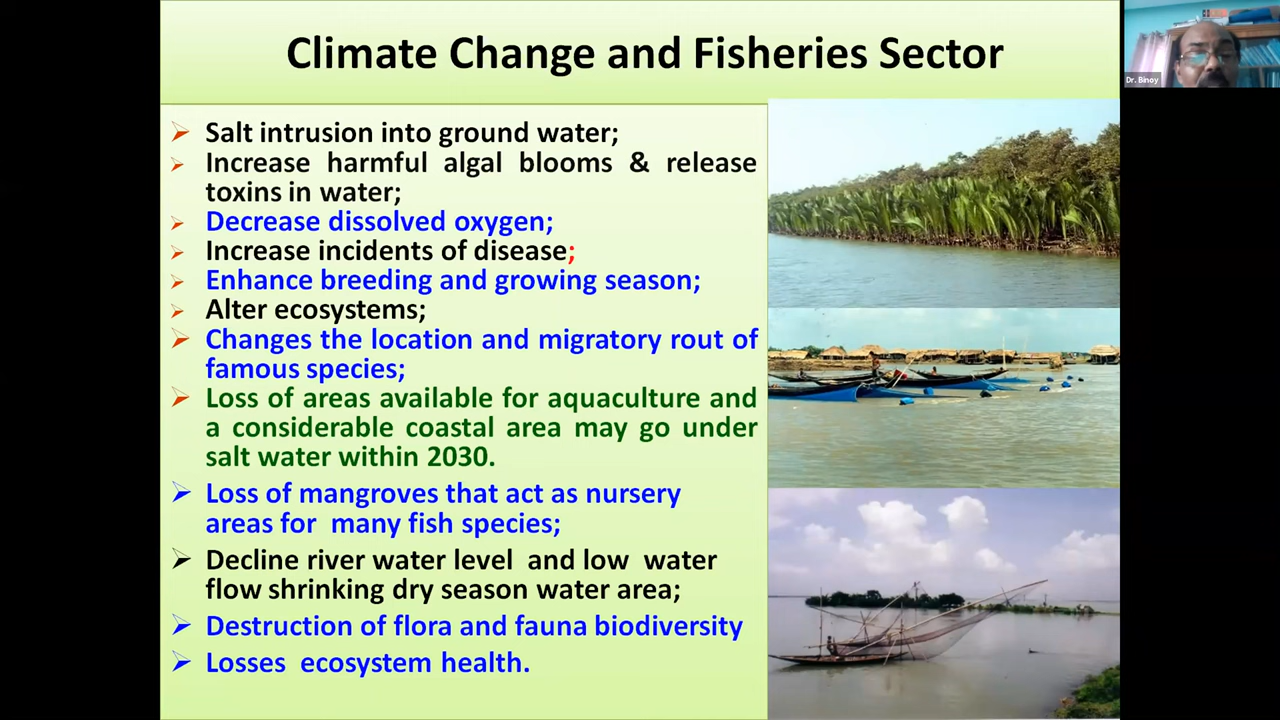 Climate Change and Fisheries Sector
Dr. Binoy
➢ Salt intrusion into ground water;
➢ Increase harmful algal blooms & release
toxins in water;
➢ Decrease dissolved oxygen;
➢ Increase incidents of disease;
➢ Enhance breeding and growing season;
➢ Alter ecosystems;
➢ Changes the location and migratory rout of
famous species;
➢ Loss of areas available for aquaculture and
a considerable coastal area may go under
salt water within 2030.
➢ Loss of mangroves that act as nursery
areas for many fish species;
➢ Decline river water level and low water
flow shrinking dry season water area;
➢ Destruction of flora and fauna biodiversity
➢ Losses ecosystem health.